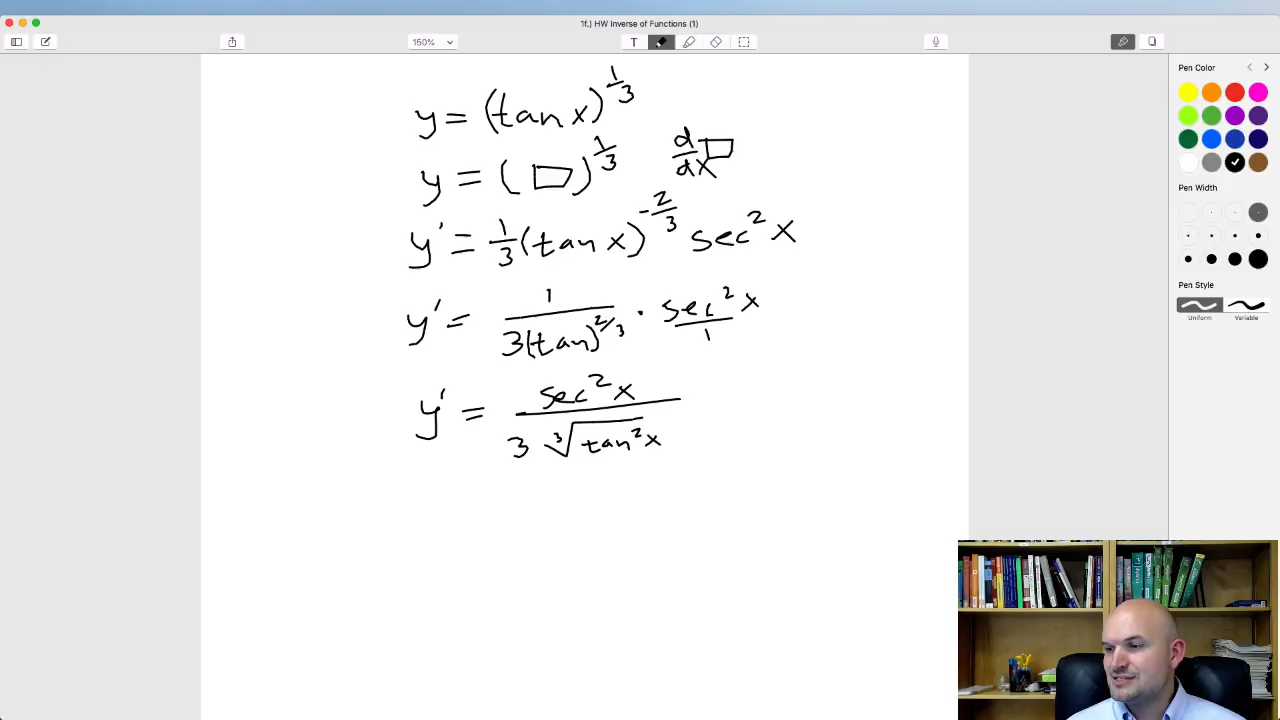 1f.) HW Inverse of Functions (1)
150%
T
Pen Color
Pen Width
Pen Style
Uniform Variable
y = (tan x)^{1/3}
y = (□)^{1/3} d/dx □
y' = 1/3 (tan x)^{-2/3} sec² x
y' = 1/(3(tan)^{2/3}) · sec² x/1
y' = sec² x/(3 ∛(tan² x))